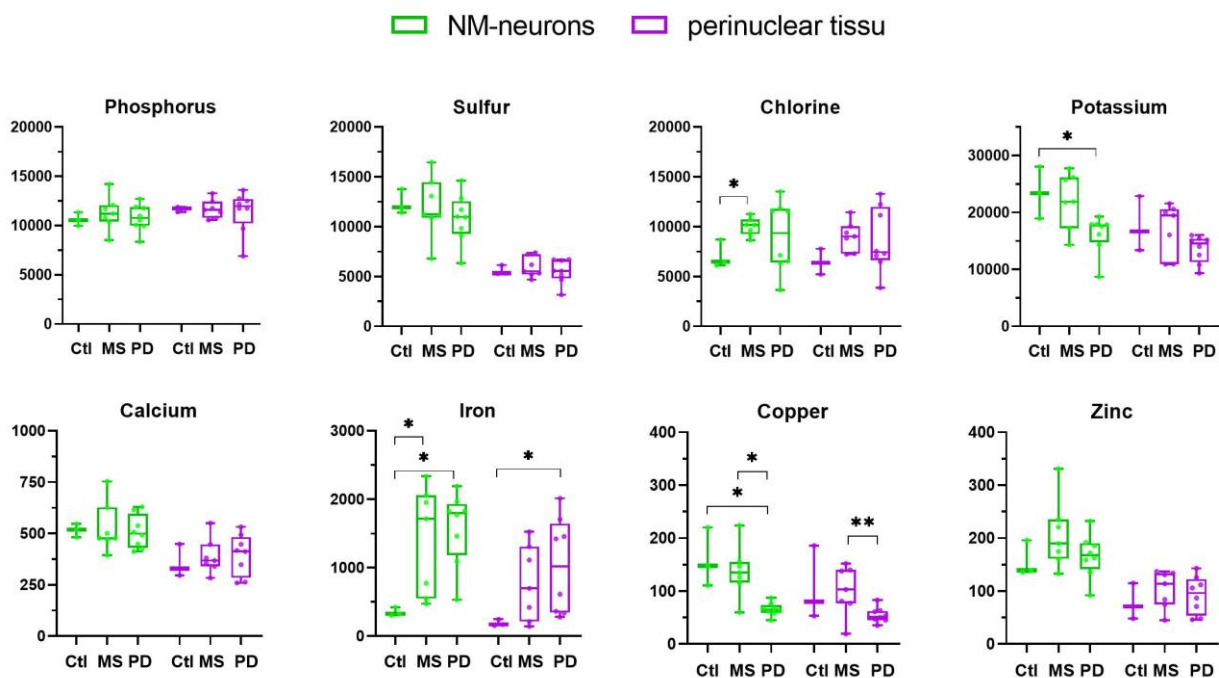 NM-neurons perinuclear tissu
Phosphorus Sulfur Chlorine Potassium
20000 20000 20000 30000
15000 15000 15000 20000
10000 10000 10000 10000
5000 5000 5000
0 0 0 0
Ctl MS PD Ctl MS PD Ctl MS PD Ctl MS PD Ctl MS PD Ctl MS PD Ctl MS PD Ctl MS PD
* *
Calcium Iron Copper Zinc
1000 3000 400 400
750 2000 300 300
500 1000 200 200
250 100 100
0 0 0 0
* * * * * **
Ctl MS PD Ctl MS PD Ctl MS PD Ctl MS PD Ctl MS PD Ctl MS PD Ctl MS PD Ctl MS PD